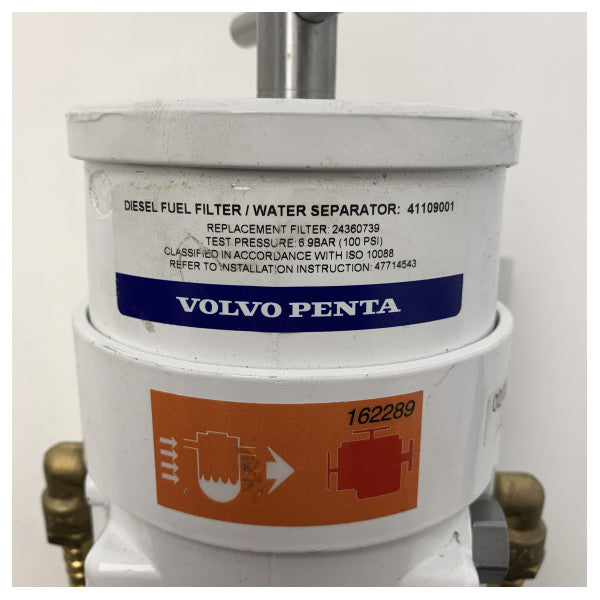 DIESEL FUEL FILTER / WATER SEPARATOR: 41109001
REPLACEMENT FILTER: 24360739
TEST PRESSURE: 6.9BAR (100 PSI)
CLASSIFIED IN ACCORDANCE WITH ISO 10088
REFER TO INSTALLATION INSTRUCTION: 47714543
VOLVO PENTA
162289